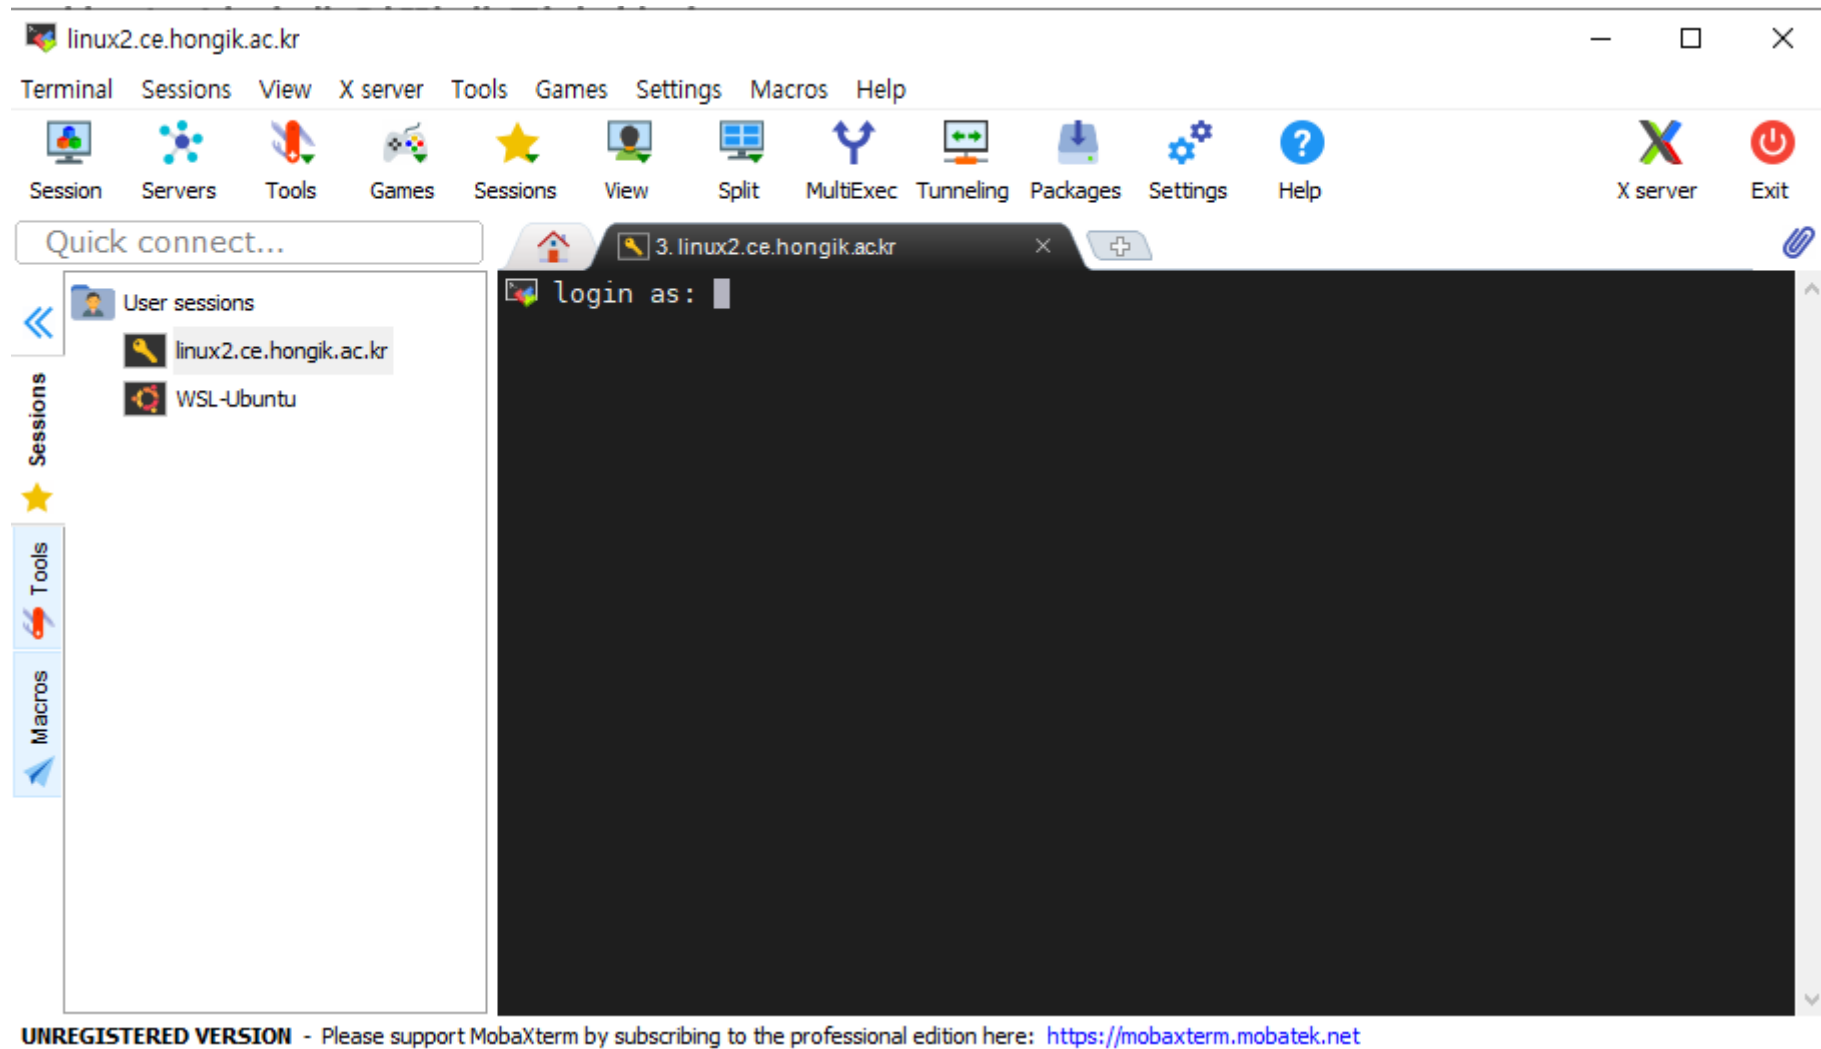 linux2.ce.hongik.ac.kr
Terminal Sessions View X server Tools Games Settings Macros Help
Session Servers Tools Games Sessions View Split MultiExec Tunneling Packages Settings Help X server Exit
Quick connect...
3. linux2.ce.hongik.ac.kr
User sessions
linux2.ce.hongik.ac.kr
WSL-Ubuntu
Sessions
Tools
Macros
login as:
UNREGISTERED VERSION - Please support MobaXterm by subscribing to the professional edition here: https://mobaxterm.mobatek.net